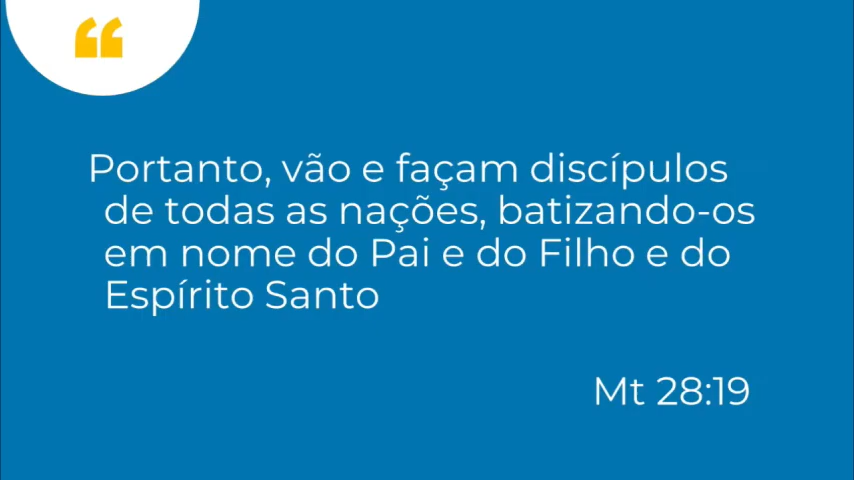 “
Portanto, vão e façam discípulos
de todas as nações, batizando-os
em nome do Pai e do Filho e do
Espírito Santo
Mt 28:19